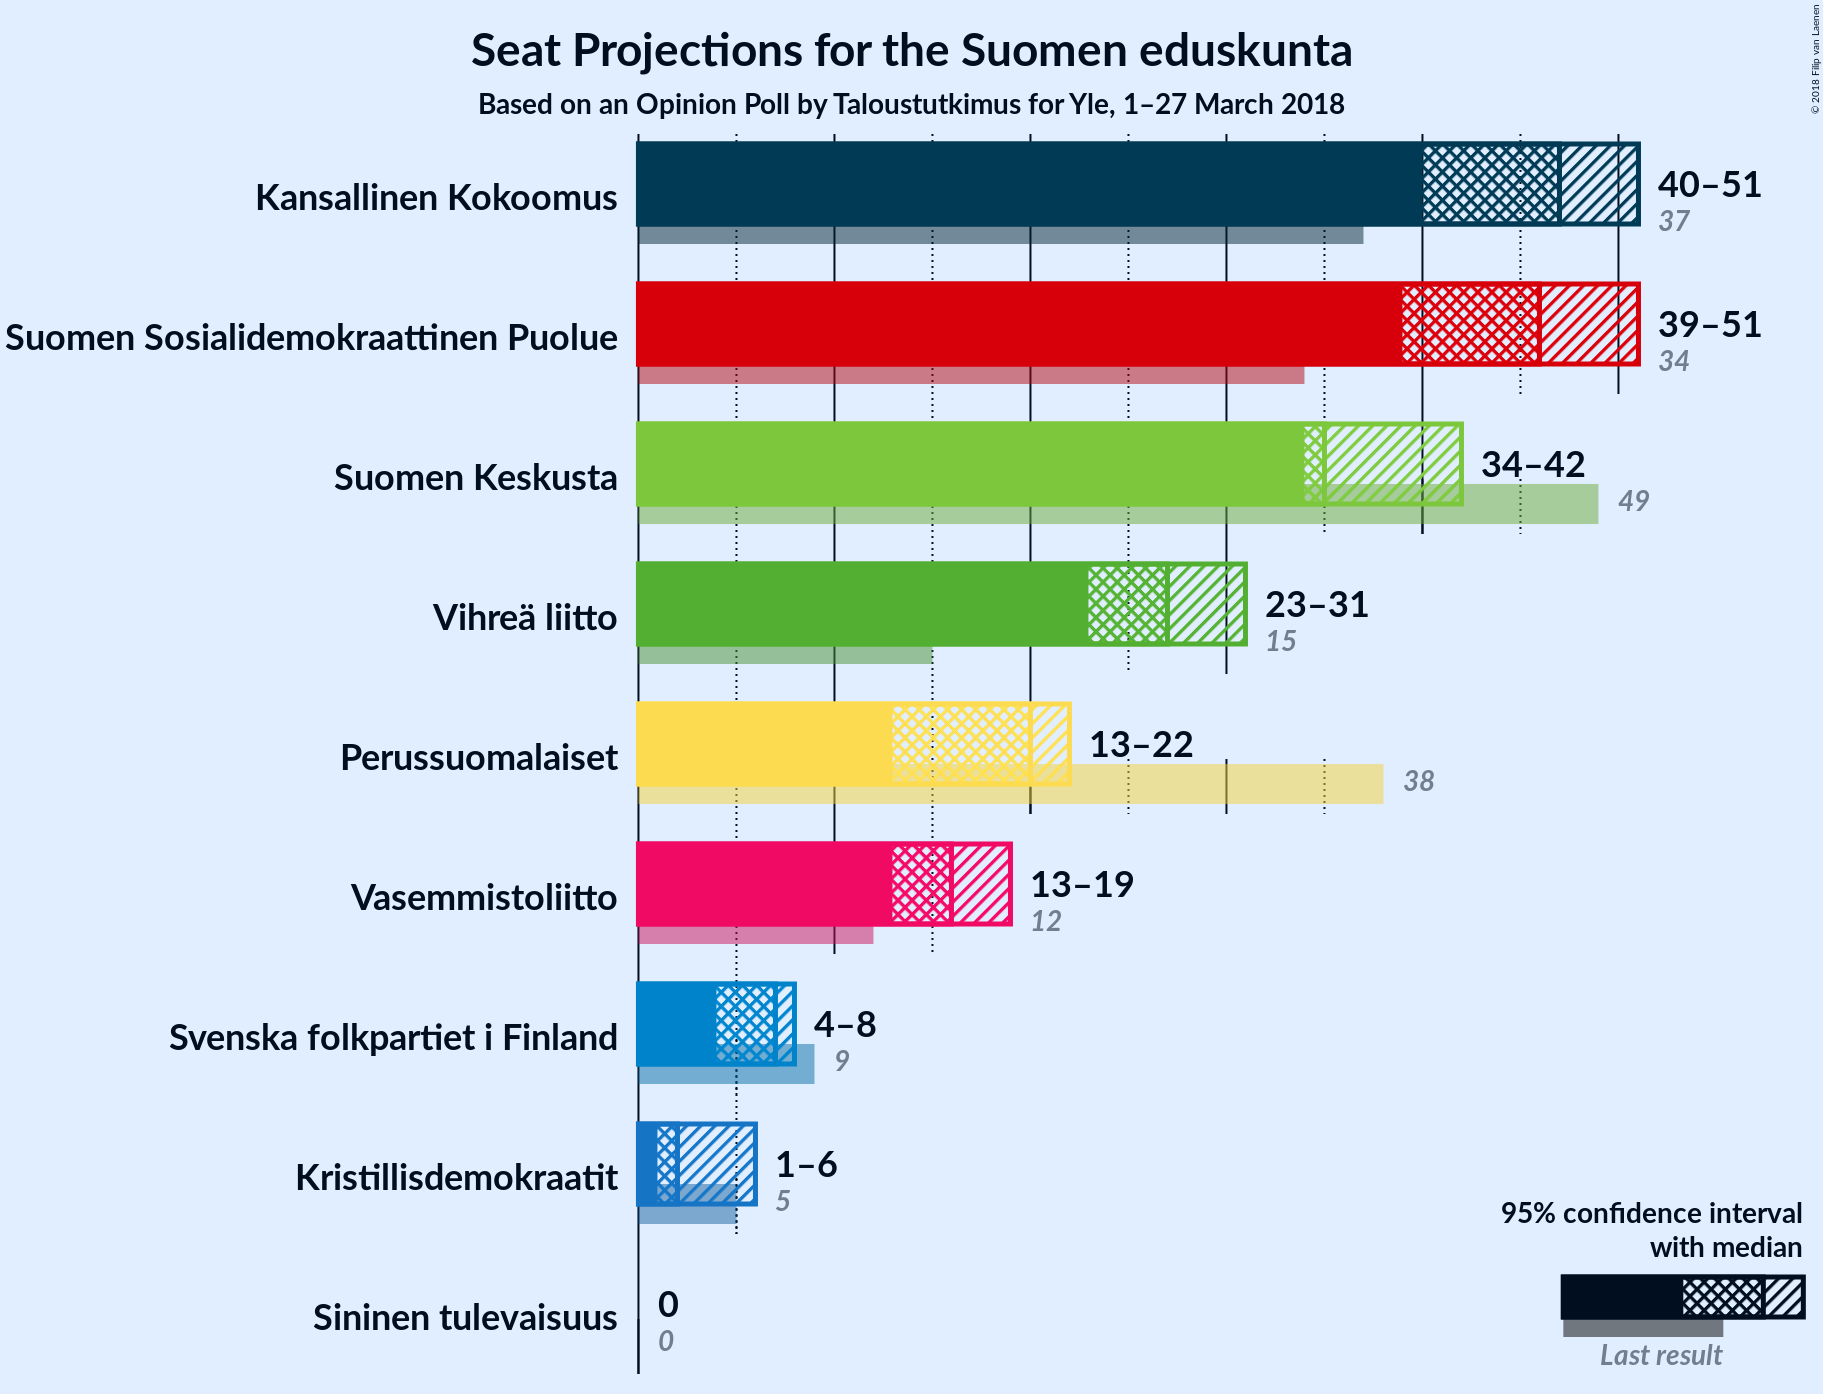 Seat Projections for the Suomen eduskunta
Based on an Opinion Poll by Taloustutkimus for Yle, 1–27 March 2018
© 2018 Filip van Laenen
Kansallinen Kokoomus
40–51
37
Suomen Sosialidemokraattinen Puolue
39–51
34
Suomen Keskusta
34–42
49
Vihreä liitto
23–31
15
Perussuomalaiset
13–22
38
Vasemmistoliitto
13–19
12
Svenska folkpartiet i Finland
4–8
9
Kristillisdemokraatit
1–6
5
Sininen tulevaisuus
0
0
95% confidence interval
with median
Last result